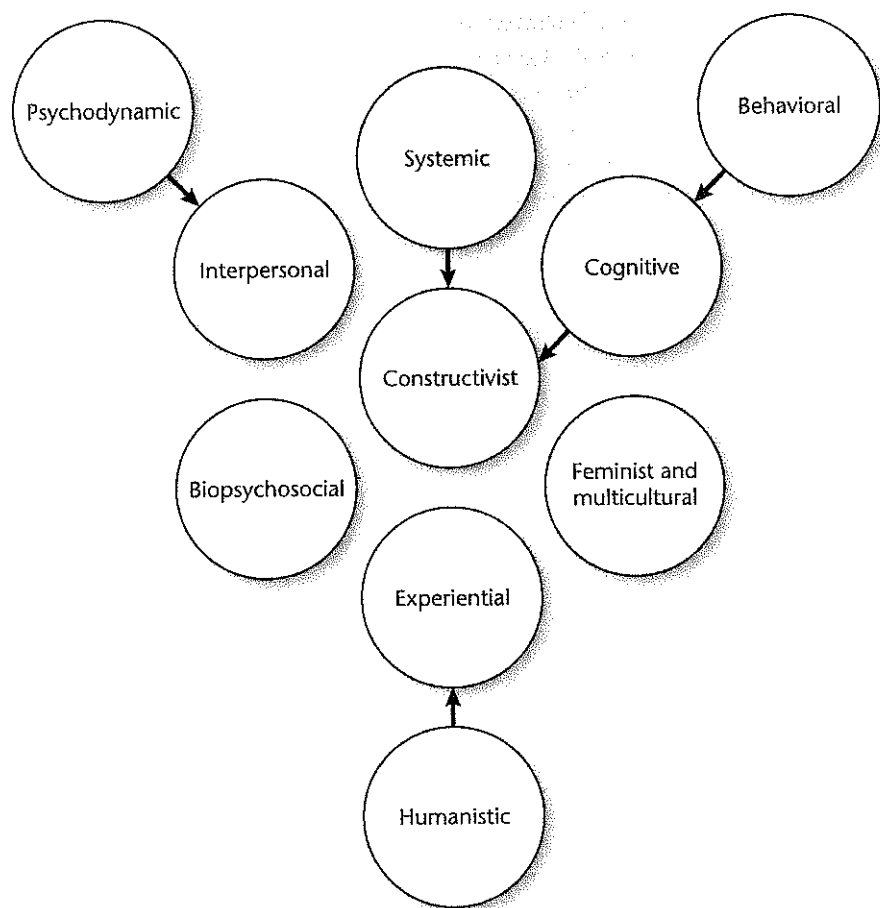 Psychodynamic
Behavioral
Systemic
Interpersonal
Cognitive
Constructivist
Biopsychosocial
Feminist and
multicultural
Experiential
Humanistic